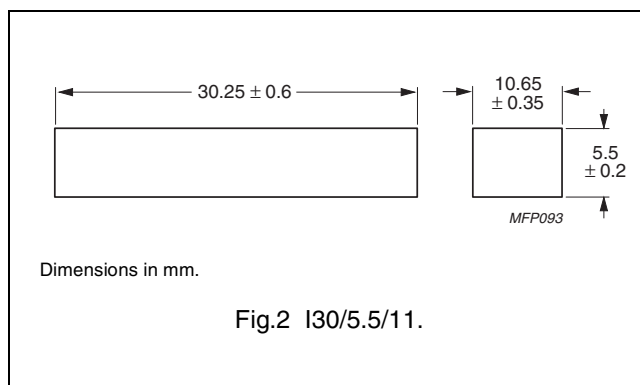 30.25 ± 0.6
10.65
± 0.35
5.5
± 0.2
MFP093
Dimensions in mm.
Fig.2 I30/5.5/11.